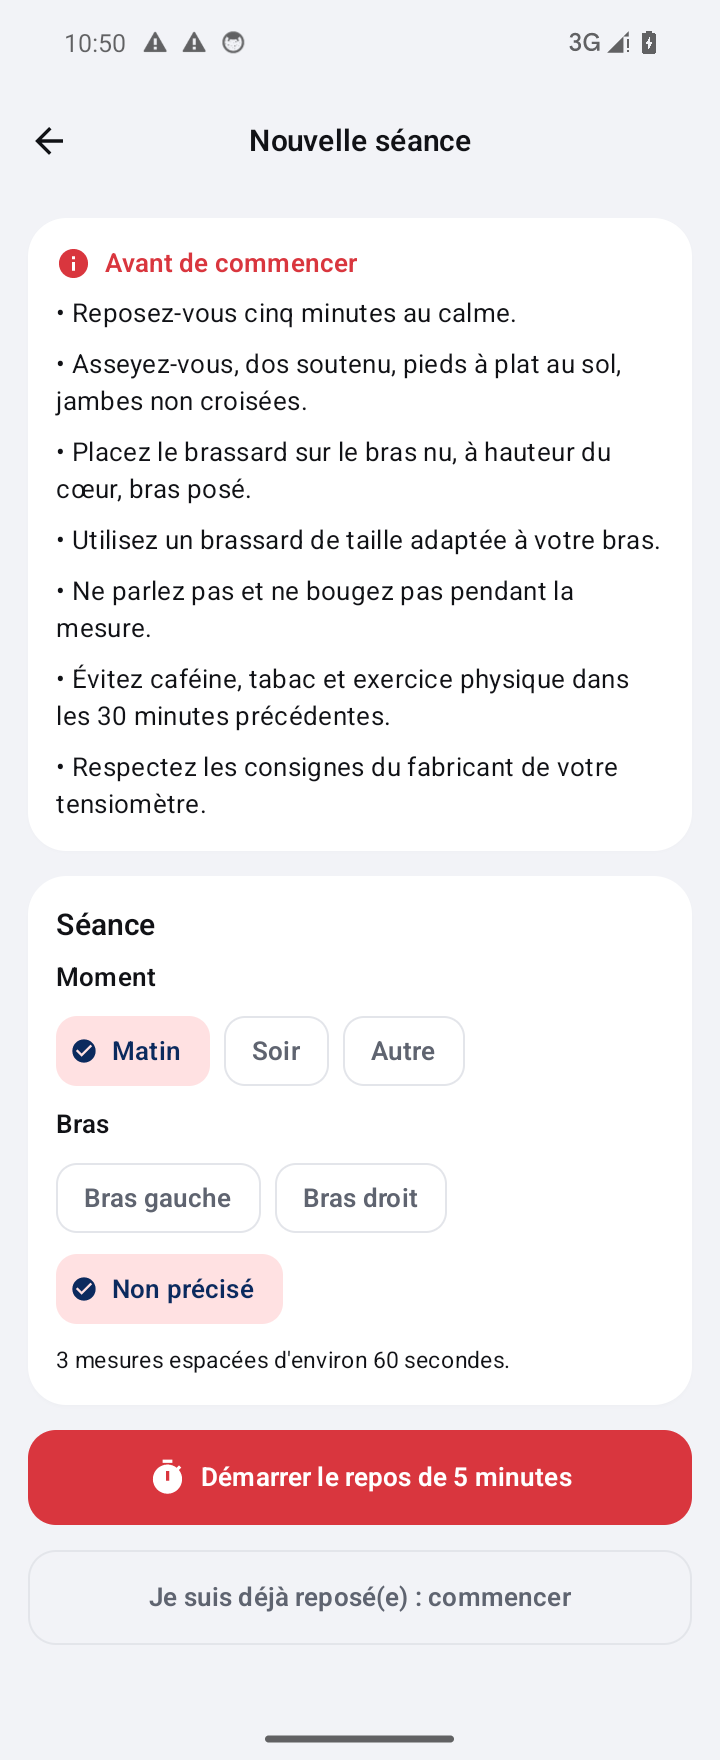 10:50
3G
Nouvelle séance
Avant de commencer
• Reposez-vous cinq minutes au calme.
• Asseyez-vous, dos soutenu, pieds à plat au sol,
jambes non croisées.
• Placez le brassard sur le bras nu, à hauteur du
cœur, bras posé.
• Utilisez un brassard de taille adaptée à votre bras.
• Ne parlez pas et ne bougez pas pendant la
mesure.
• Évitez caféine, tabac et exercice physique dans
les 30 minutes précédentes.
• Respectez les consignes du fabricant de votre
tensiomètre.
Séance
Moment
Matin Soir Autre
Bras
Bras gauche Bras droit
Non précisé
3 mesures espacées d'environ 60 secondes.
Démarrer le repos de 5 minutes
Je suis déjà reposé(e) : commencer